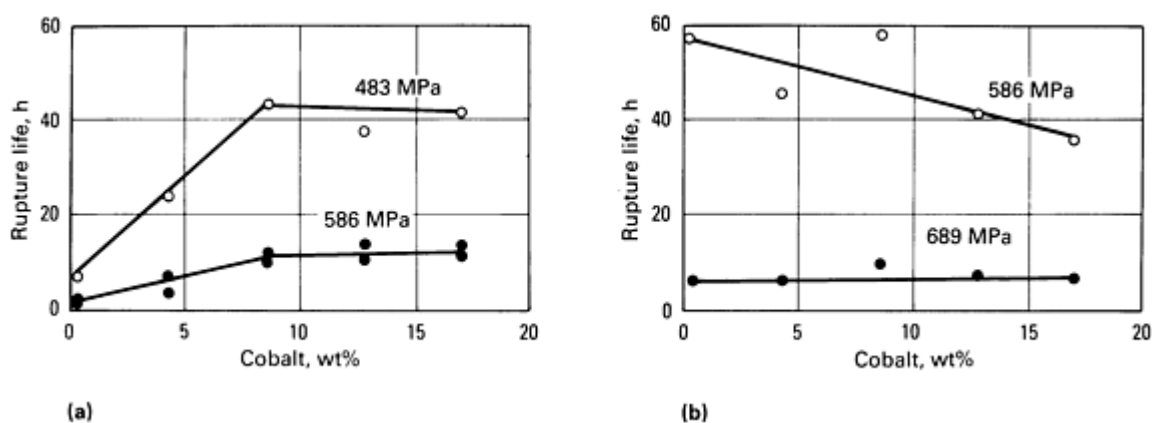 60
40
20
0
Rupture life, h
483 MPa
586 MPa
0 5 10 15 20
Cobalt, wt%
(a)
60
40
20
0
Rupture life, h
586 MPa
689 MPa
0 5 10 15 20
Cobalt, wt%
(b)